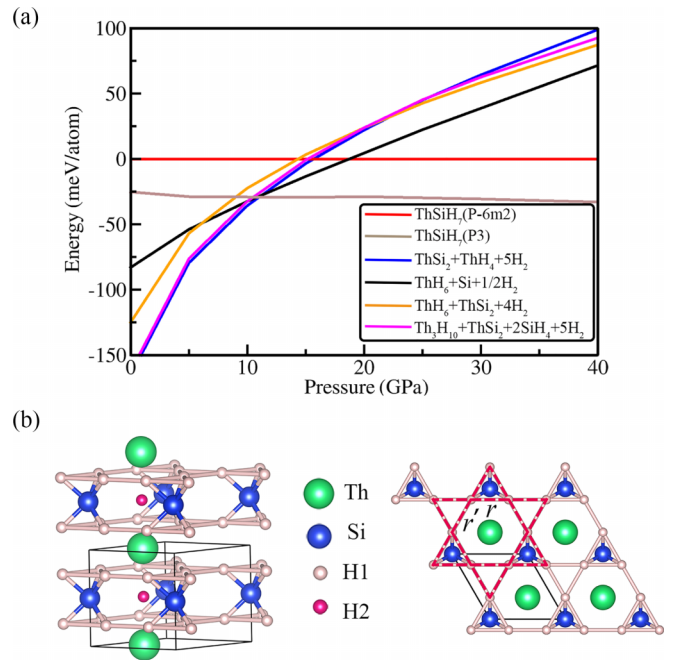 (a)
100
50
0
-50
-100
-150
Energy (meV/atom)
ThSiH₇(P-6m2)
ThSiH₇(P3)
ThSi₂+ThH₄+5H₂
ThH₆+Si+1/2H₂
ThH₆+ThSi₂+4H₂
Th₃H₁₀+ThSi₂+2SiH₄+5H₂
0 10 20 30 40
Pressure (GPa)
(b)
Th
Si
H1
H2
r' r